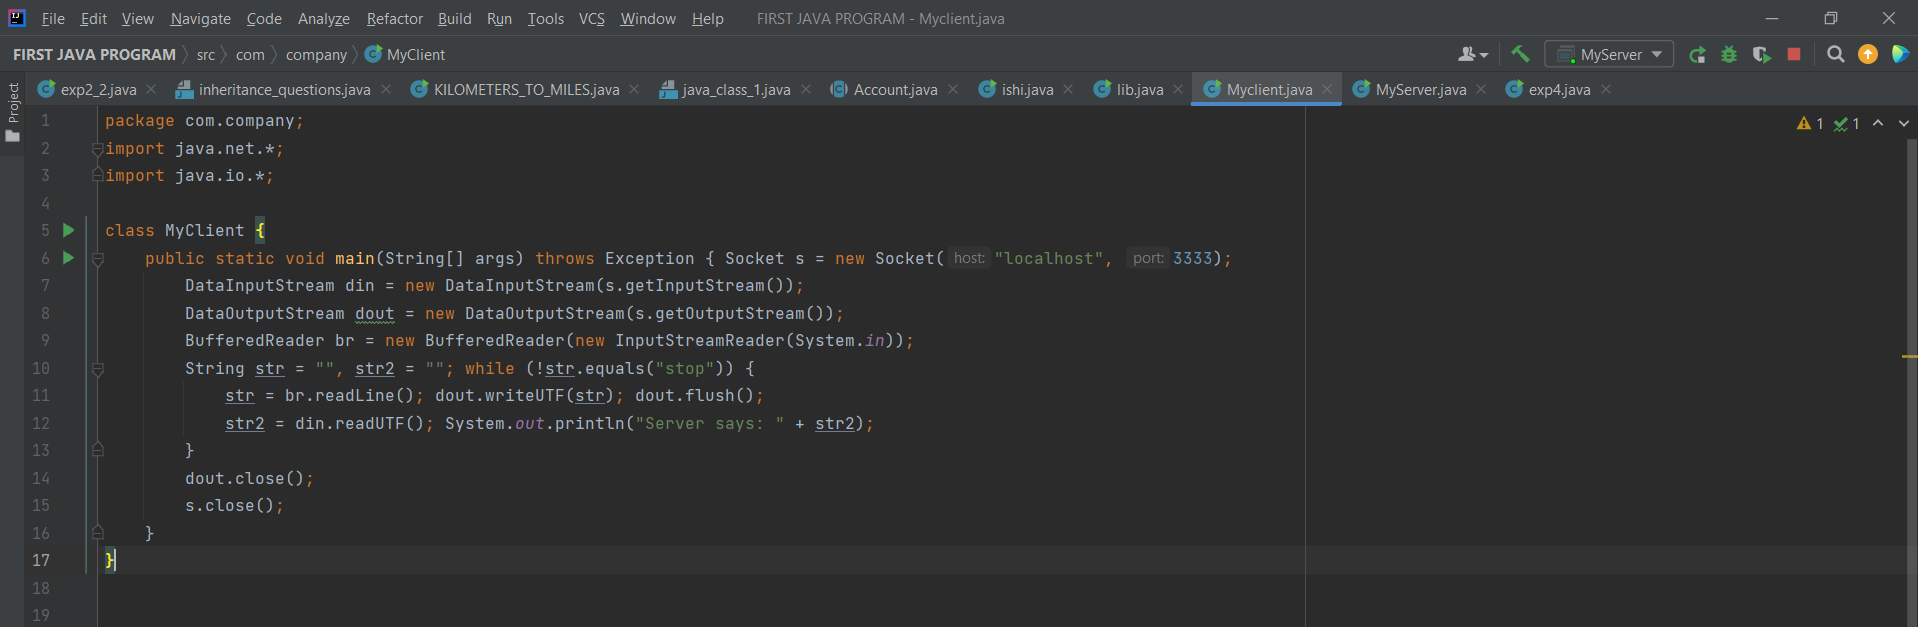 File Edit View Navigate Code Analyze Refactor Build Run Tools VCS Window Help FIRST JAVA PROGRAM - Myclient.java
FIRST JAVA PROGRAM src com company MyClient MyServer
Project
exp2_2.java inheritance_questions.java KILOMETERS_TO_MILES.java java_class_1.java Account.java ishi.java lib.java Myclient.java MyServer.java exp4.java
1 package com.company; 1 1
2 import java.net.*;
3 import java.io.*;
4
5 class MyClient {
6 public static void main(String[] args) throws Exception { Socket s = new Socket( host: "localhost", port: 3333);
7 DataInputStream din = new DataInputStream(s.getInputStream());
8 DataOutputStream dout = new DataOutputStream(s.getOutputStream());
9 BufferedReader br = new BufferedReader(new InputStreamReader(System.in));
10 String str = "", str2 = ""; while (!str.equals("stop")) {
11 str = br.readLine(); dout.writeUTF(str); dout.flush();
12 str2 = din.readUTF(); System.out.println("Server says: " + str2);
13 }
14 dout.close();
15 s.close();
16 }
17 }
18
19